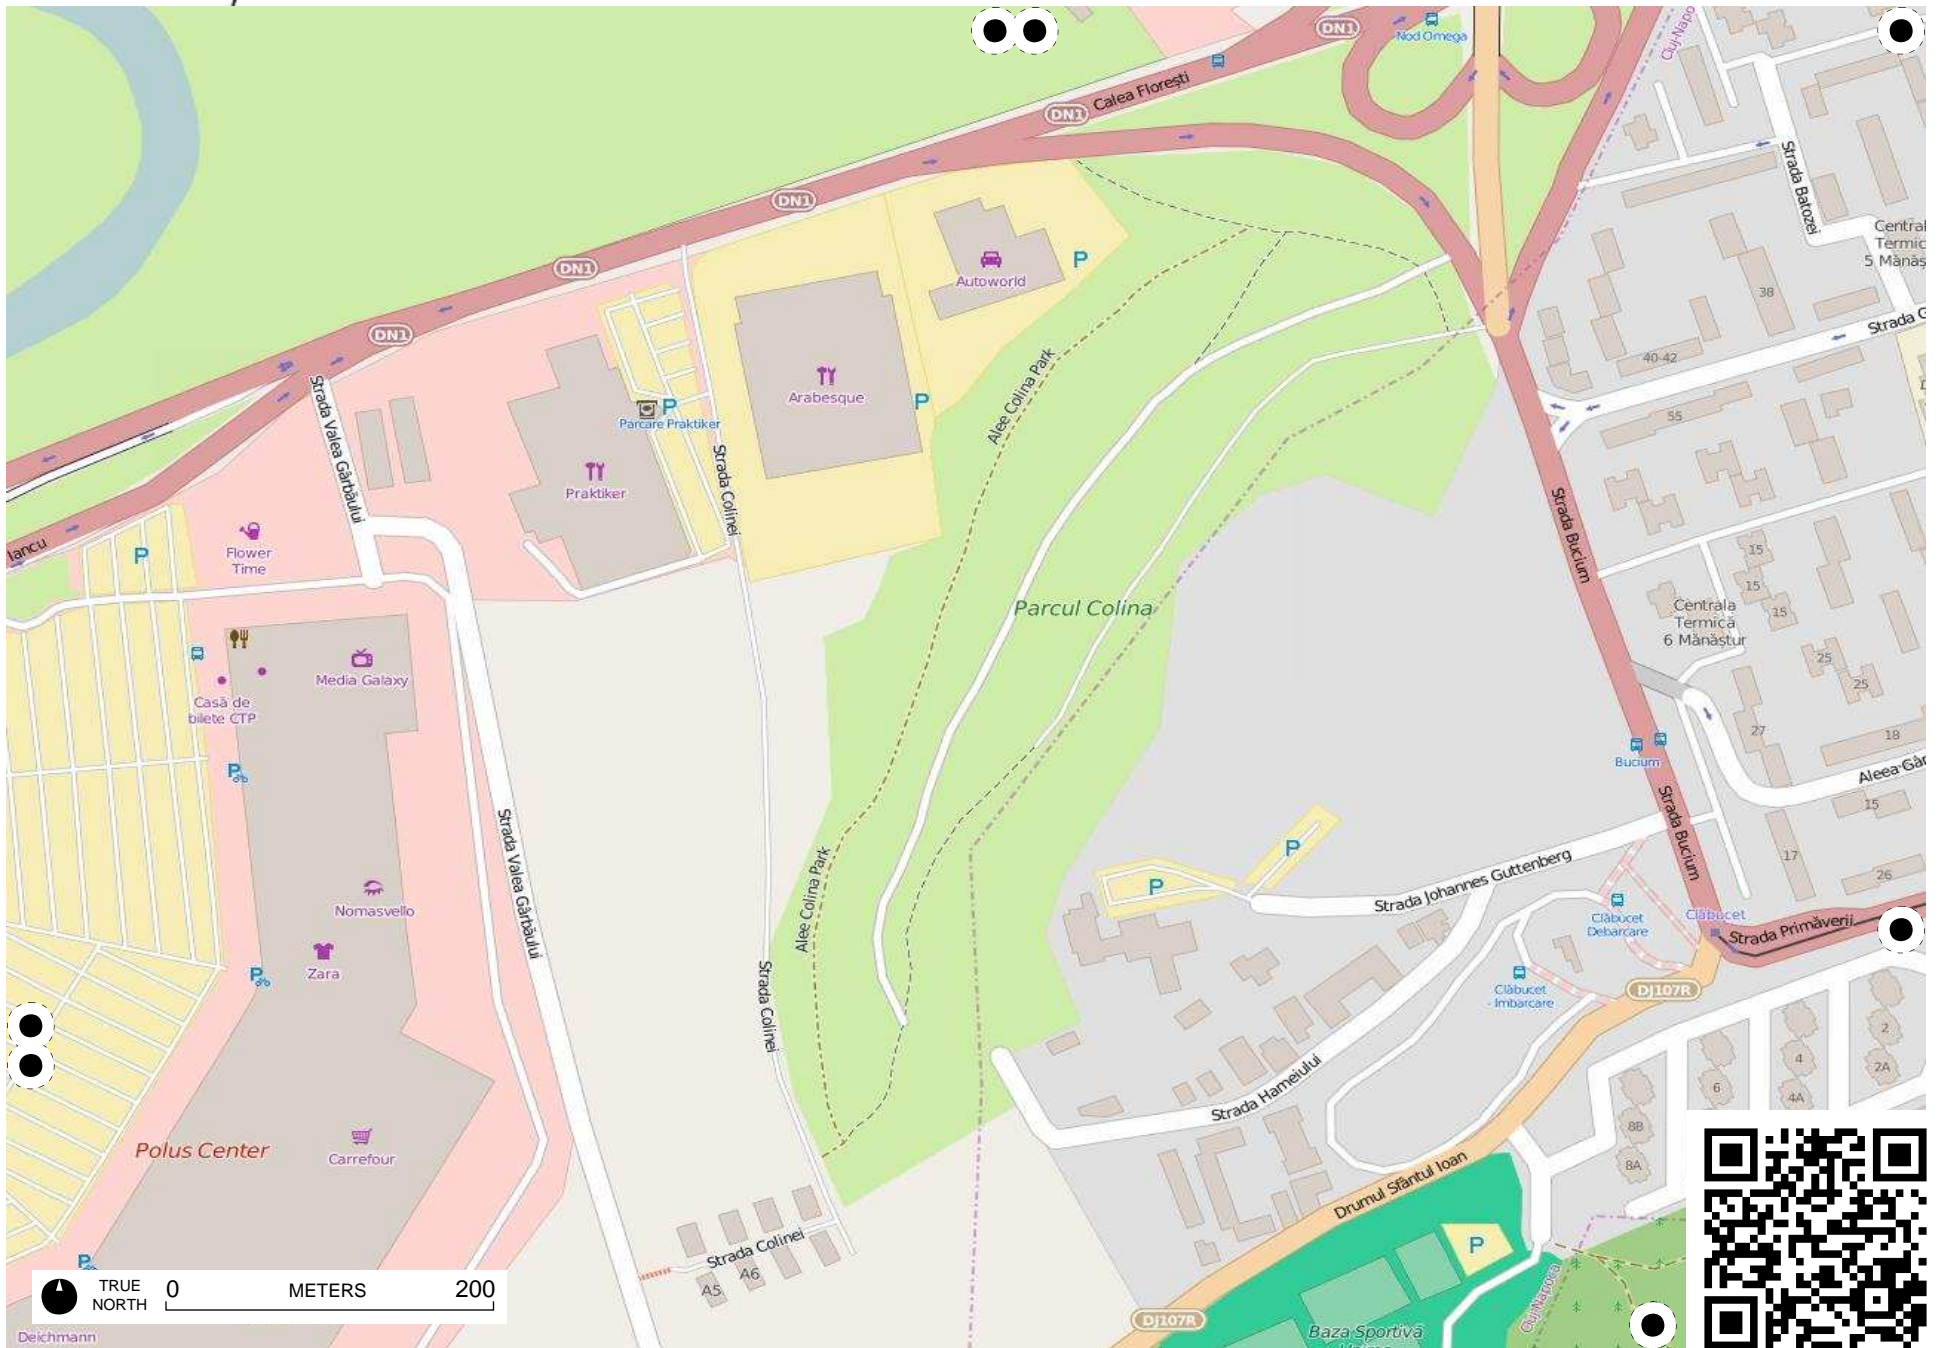 DN1
Nod Omega
Cluj-Napo
Calea Florești
DN1
Strada Batozei
DN1
Centrala
Termic
5 Mănăș
DN1
Autoworld
P
38
Strada G
DN1
40-42
Strada Valea Gârbăului
Alee Colina Park
Arabesque
P
P
Parcare Praktiker
55
Strada Colinei
Praktiker
Strada Bucium
Iancu
P
Flower
Time
15
15
15
Parcul Colina
Centrala
Termică
6 Mănăștur
25
25
Media Galaxy
Casă de
bilete CTP
27
18
Bucium
P
Aleea Gâr
15
Strada Valea Gârbăului
Strada Bucium
P
17
Alee Colina Park
Strada Johannes Guttenberg
26
P
Nomasvello
Clăbucet
Debarcare
Clăbucet
Strada Primăverii
Zara
P
Strada Colinei
Clăbucet
- Imbarcare
DJ107R
2
4
2A
6
4A
Strada Hameiului
8B
8A
Polus Center
Carrefour
Drumul Sfântul Ioan
Strada Colinei
P
P
A6
A5
TRUE
NORTH
0 METERS 200
Cluj-Napoca
DJ107R
Deichmann
Baza Sportivă